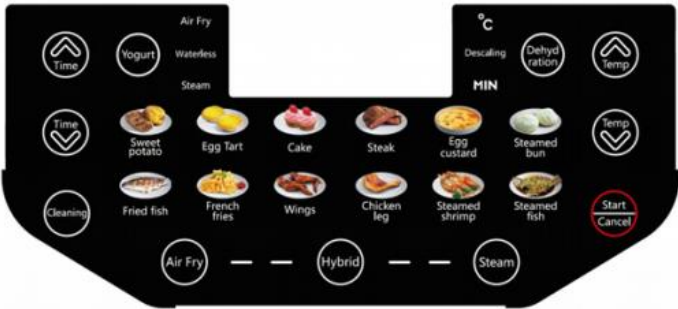 Air Fry
°C
Time
Yogurt
Waterless
Descaling
Dehyd
ration
Temp
Steam
MIN
Time
Sweet
potato
Egg Tart
Cake
Steak
Egg
custard
Steamed
bun
Temp
Cleaning
Fried fish
French
fries
Wings
Chicken
leg
Steamed
shrimp
Steamed
fish
Start
Cancel
Air Fry
Hybrid
Steam